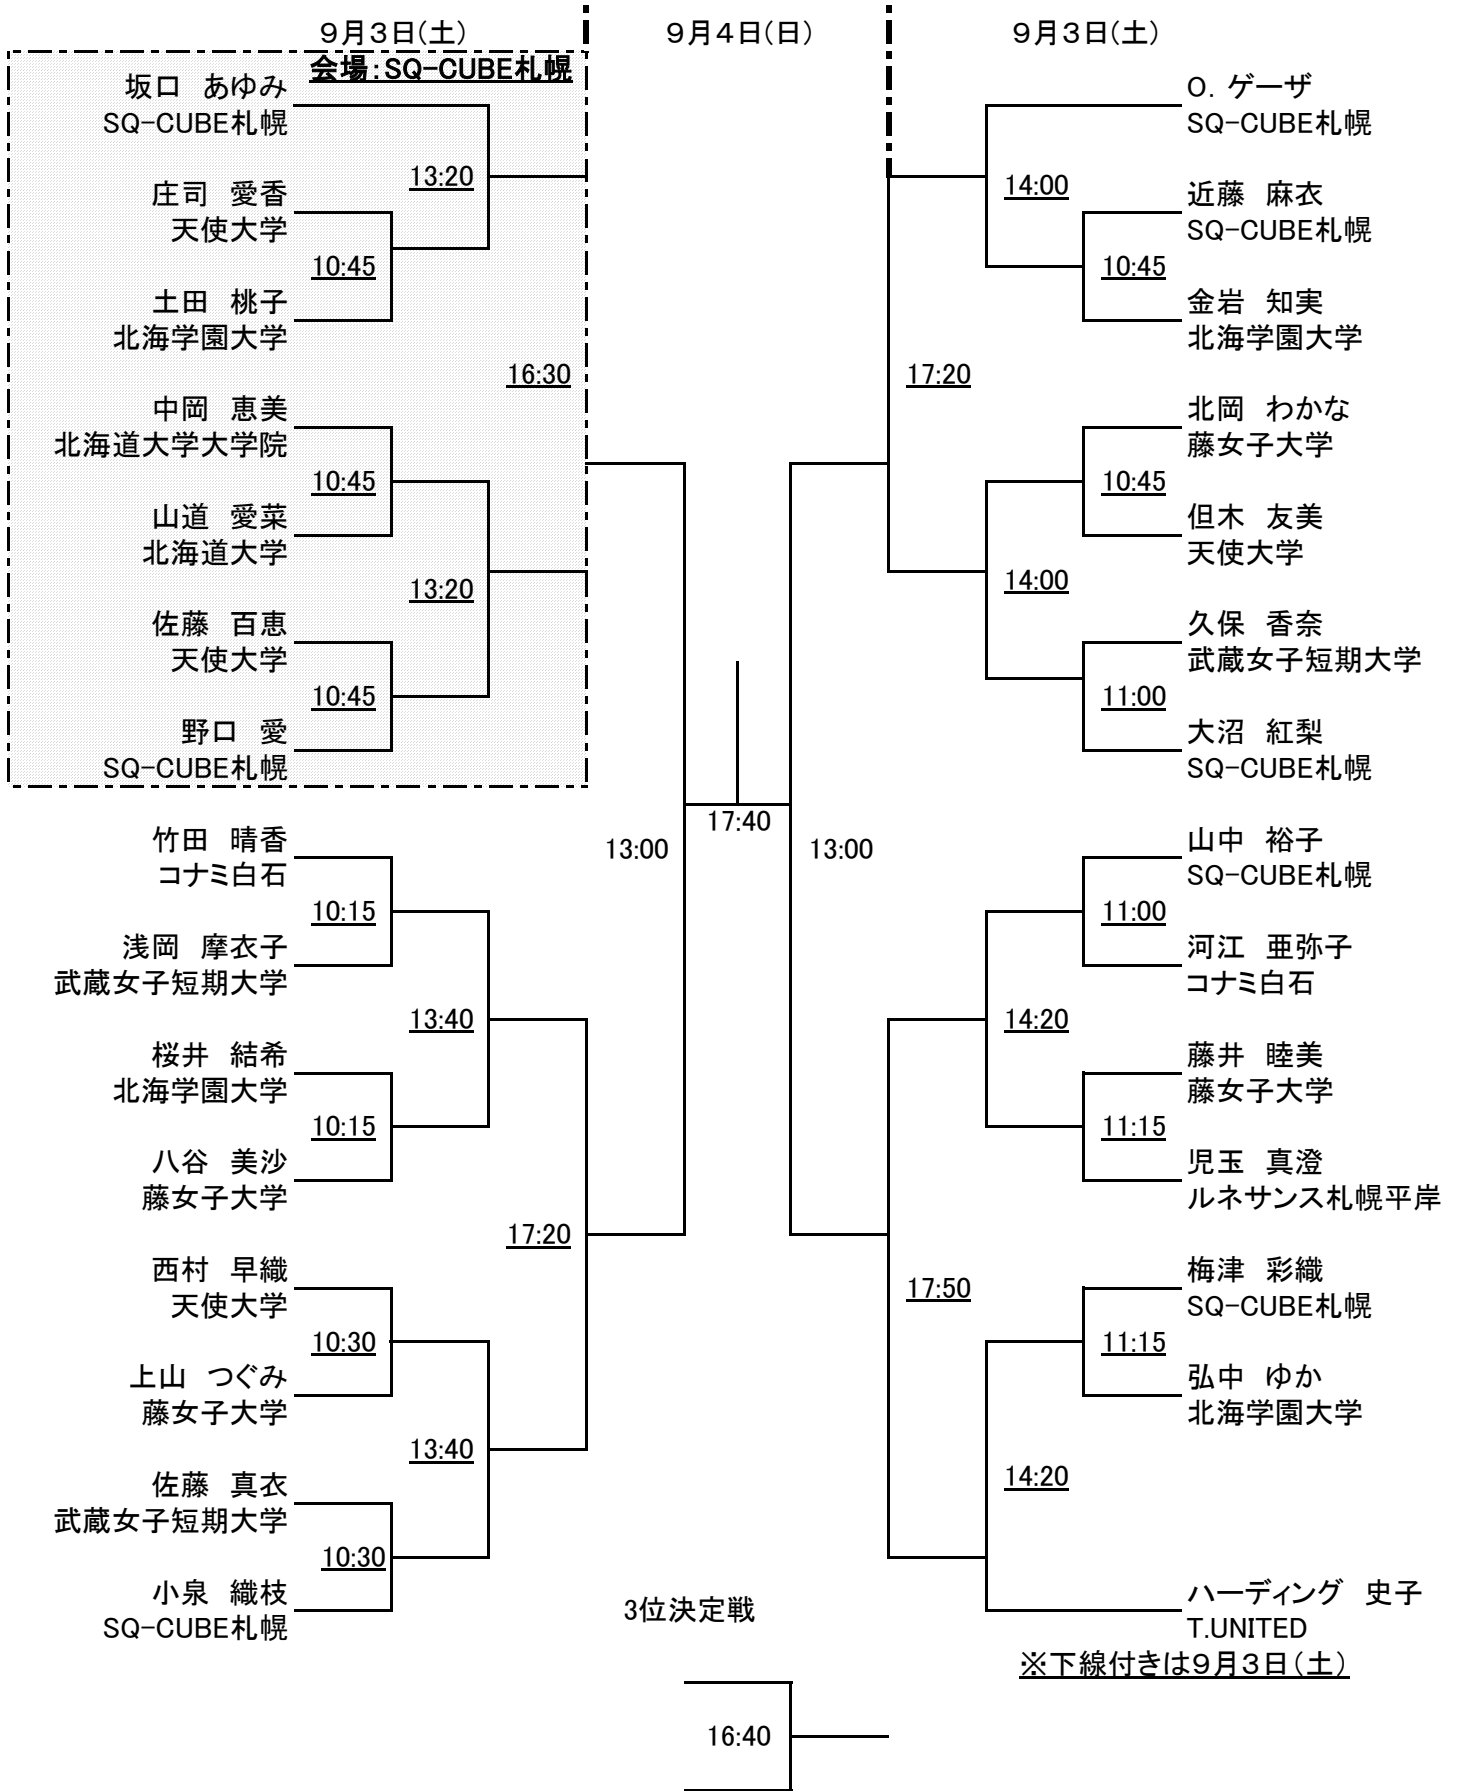 ９月３日(土)
９月４日(日)
９月３日(土)
会場：SQ-CUBE札幌
坂口　あゆみ
SQ-CUBE札幌
13:20
庄司　愛香
天使大学
10:45
土田　桃子
北海学園大学
16:30
中岡　恵美
北海道大学大学院
10:45
山道　愛菜
北海道大学
13:20
佐藤　百恵
天使大学
10:45
野口　愛
SQ-CUBE札幌
竹田　晴香
コナミ白石
10:15
浅岡　摩衣子
武蔵女子短期大学
13:40
桜井　結希
北海学園大学
10:15
八谷　美沙
藤女子大学
17:20
西村　早織
天使大学
10:30
上山　つぐみ
藤女子大学
13:40
佐藤　真衣
武蔵女子短期大学
10:30
小泉　織枝
SQ-CUBE札幌
13:00
17:40
13:00
O．ゲーザ
SQ-CUBE札幌
14:00
近藤　麻衣
SQ-CUBE札幌
10:45
金岩　知実
北海学園大学
17:20
北岡　わかな
藤女子大学
10:45
但木　友美
天使大学
14:00
久保　香奈
武蔵女子短期大学
11:00
大沼　紅梨
SQ-CUBE札幌
山中　裕子
SQ-CUBE札幌
11:00
河江　亜弥子
コナミ白石
14:20
藤井　睦美
藤女子大学
11:15
児玉　真澄
ルネサンス札幌平岸
17:50
梅津　彩織
SQ-CUBE札幌
11:15
弘中　ゆか
北海学園大学
14:20
ハーディング　史子
T.UNITED
※下線付きは９月３日（土）
3位決定戦
16:40